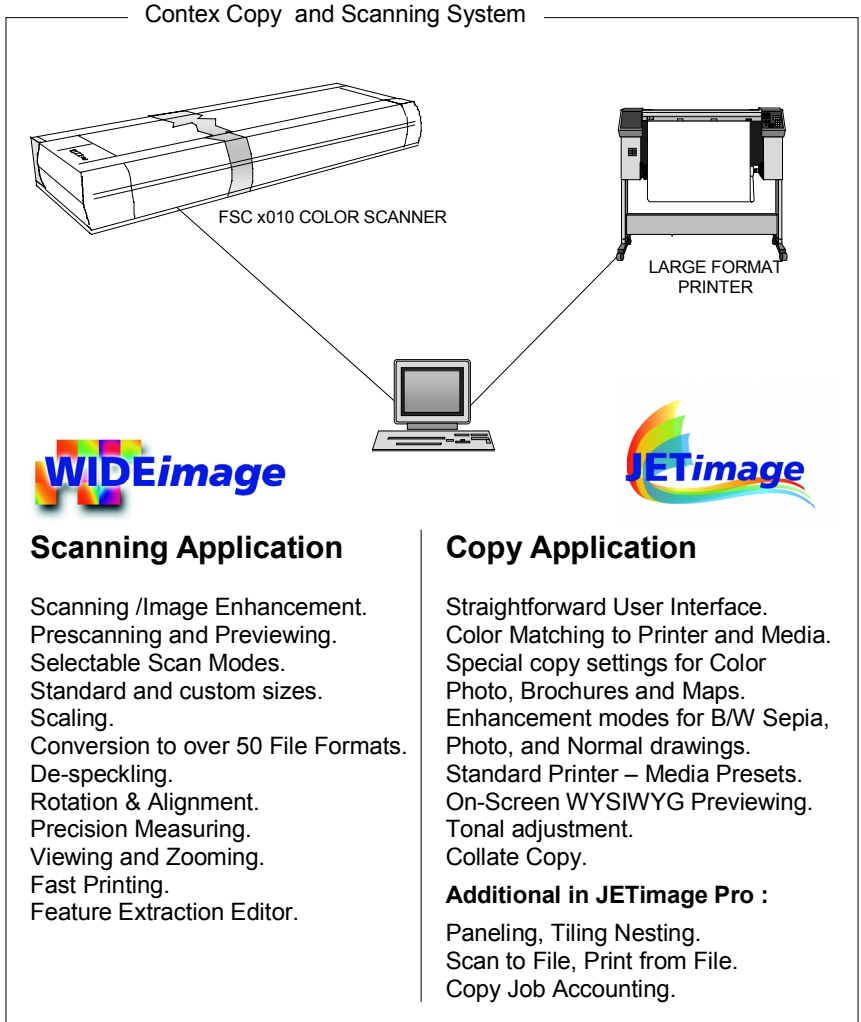 Contex Copy and Scanning System
FSC x010 COLOR SCANNER
LARGE FORMAT
PRINTER
WIDEimage
JETimage
Scanning Application
Scanning /Image Enhancement.
Prescanning and Previewing.
Selectable Scan Modes.
Standard and custom sizes.
Scaling.
Conversion to over 50 File Formats.
De-speckling.
Rotation & Alignment.
Precision Measuring.
Viewing and Zooming.
Fast Printing.
Feature Extraction Editor.
Copy Application
Straightforward User Interface.
Color Matching to Printer and Media.
Special copy settings for Color
Photo, Brochures and Maps.
Enhancement modes for B/W Sepia,
Photo, and Normal drawings.
Standard Printer – Media Presets.
On-Screen WYSIWYG Previewing.
Tonal adjustment.
Collate Copy.
Additional in JETimage Pro :
Paneling, Tiling Nesting.
Scan to File, Print from File.
Copy Job Accounting.